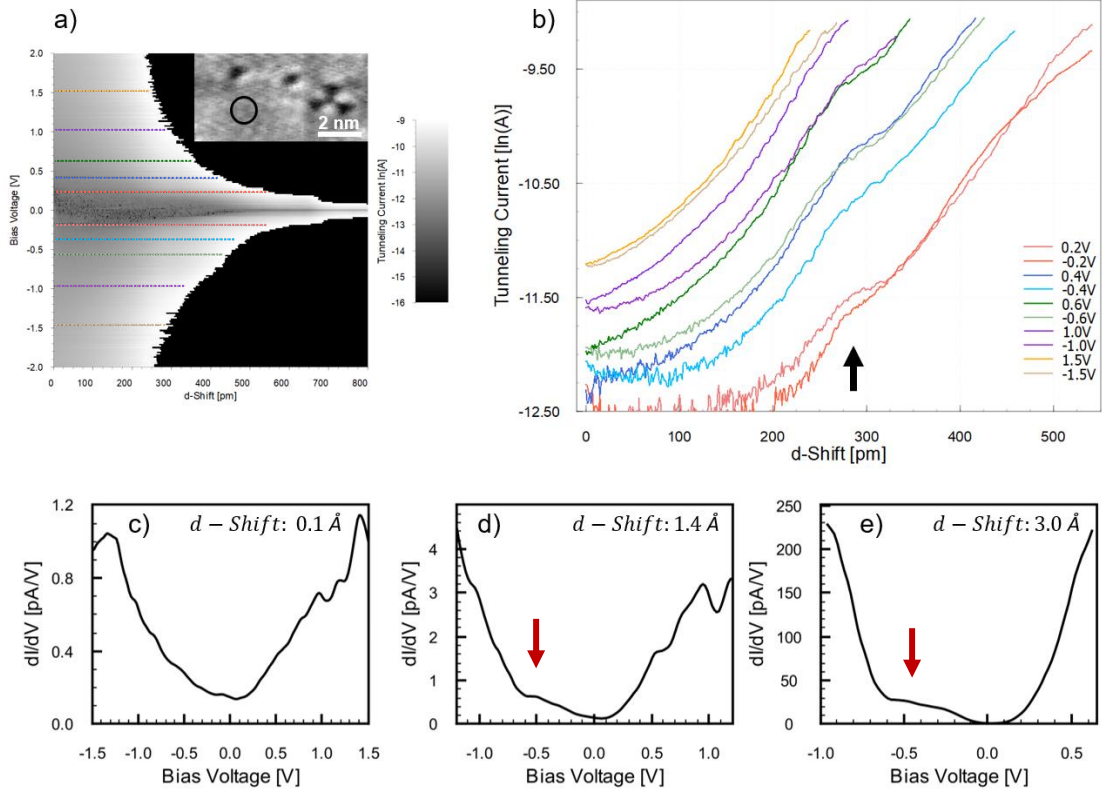 a)
2.0
1.5
1.0
0.5
0.0
-0.5
-1.0
-1.5
-2.0
Bias Voltage [V]
2 nm
0 100 200 300 400 500 600 700 800
d-Shift [pm]
-9
-10
-11
-12
-13
-14
-15
-16
Tunneling Current ln[A]
b)
-9.50
-10.50
-11.50
-12.50
Tunneling Current [ln(A)]
0 100 200 300 400 500
d-Shift [pm]
0.2V
-0.2V
0.4V
-0.4V
0.6V
-0.6V
1.0V
-1.0V
1.5V
-1.5V
c)
d − Shift: 0.1 Å
1.2
0.8
0.4
0.0
dI/dV [pA/V]
-1.5 -1.0 -0.5 0.0 0.5 1.0 1.5
Bias Voltage [V]
d)
d − Shift: 1.4 Å
4
3
2
1
0
dI/dV [pA/V]
-1.0 -0.5 0.0 0.5 1.0
Bias Voltage [V]
e)
d − Shift: 3.0 Å
250
200
150
100
50
0
dI/dV [pA/V]
-1.0 -0.5 0.0 0.5
Bias Voltage [V]